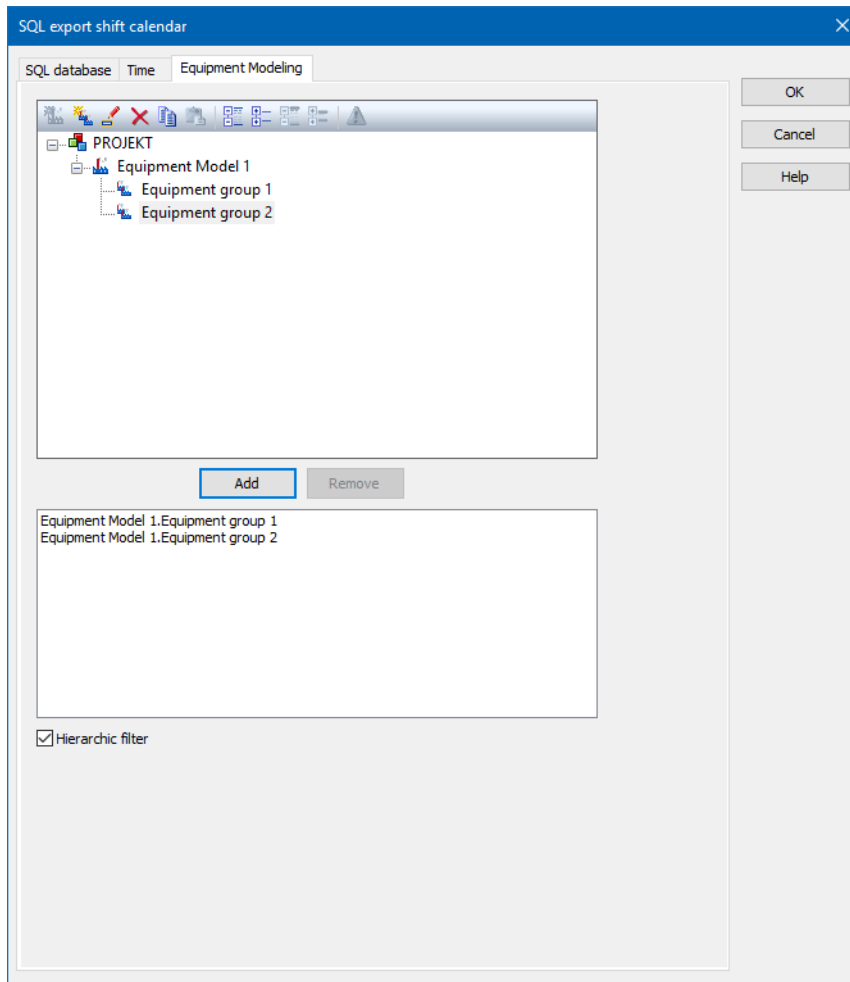 SQL export shift calendar
SQL database Time Equipment Modeling
OK
Cancel
Help
PROJEKT
Equipment Model 1
Equipment group 1
Equipment group 2
Add Remove
Equipment Model 1.Equipment group 1
Equipment Model 1.Equipment group 2
Hierarchic filter